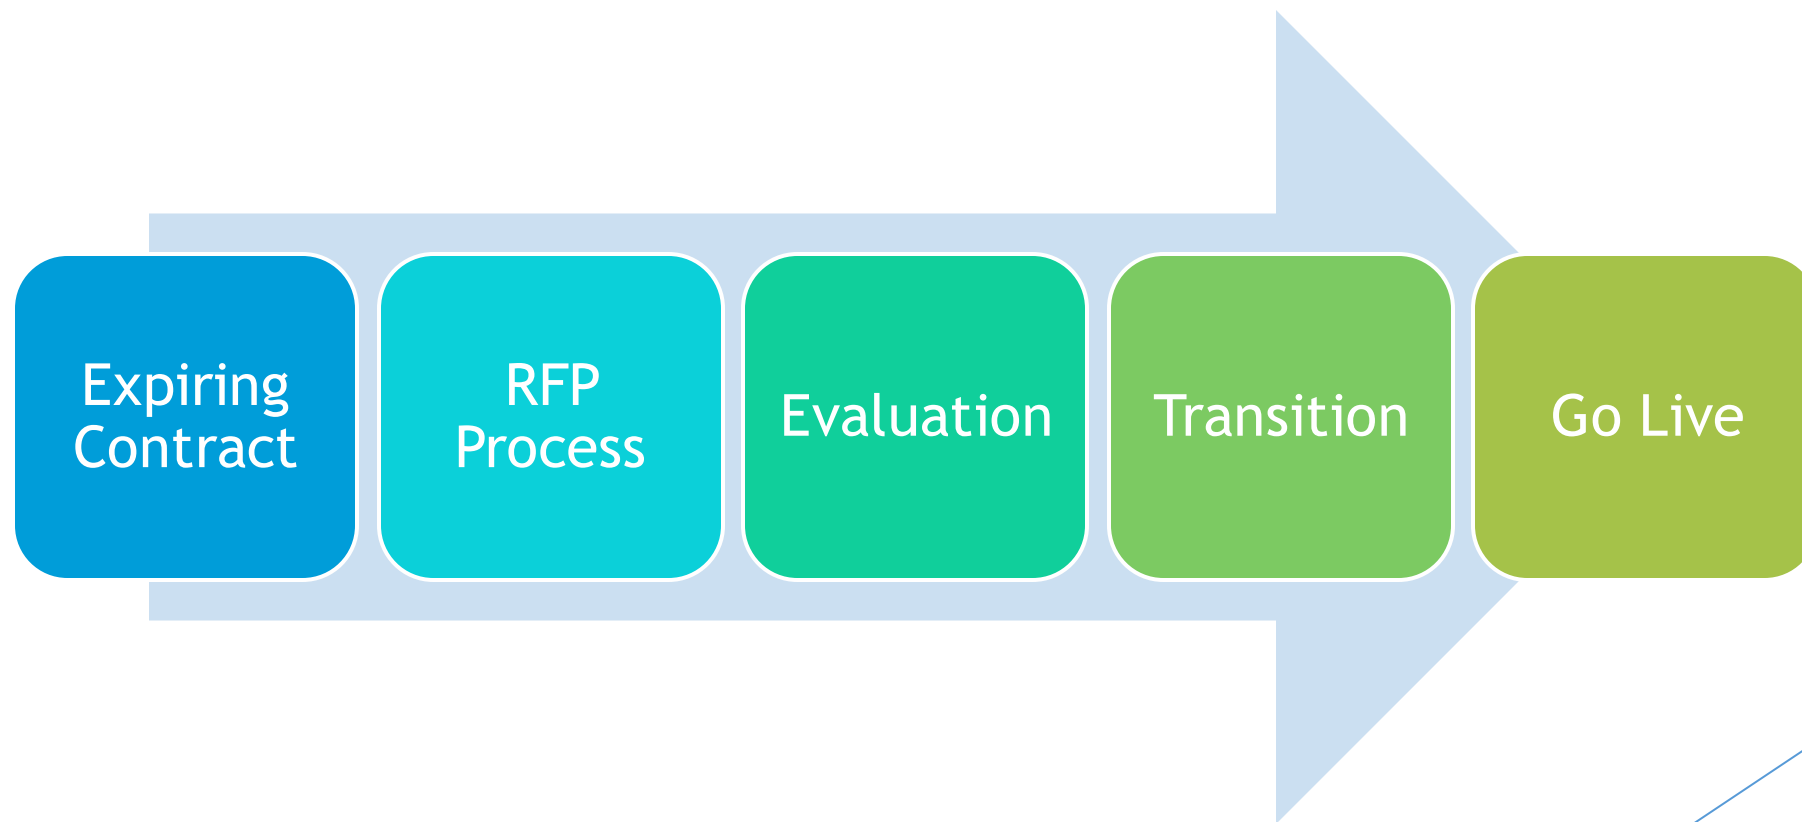 Expiring
Contract
RFP
Process
Evaluation
Transition
Go Live